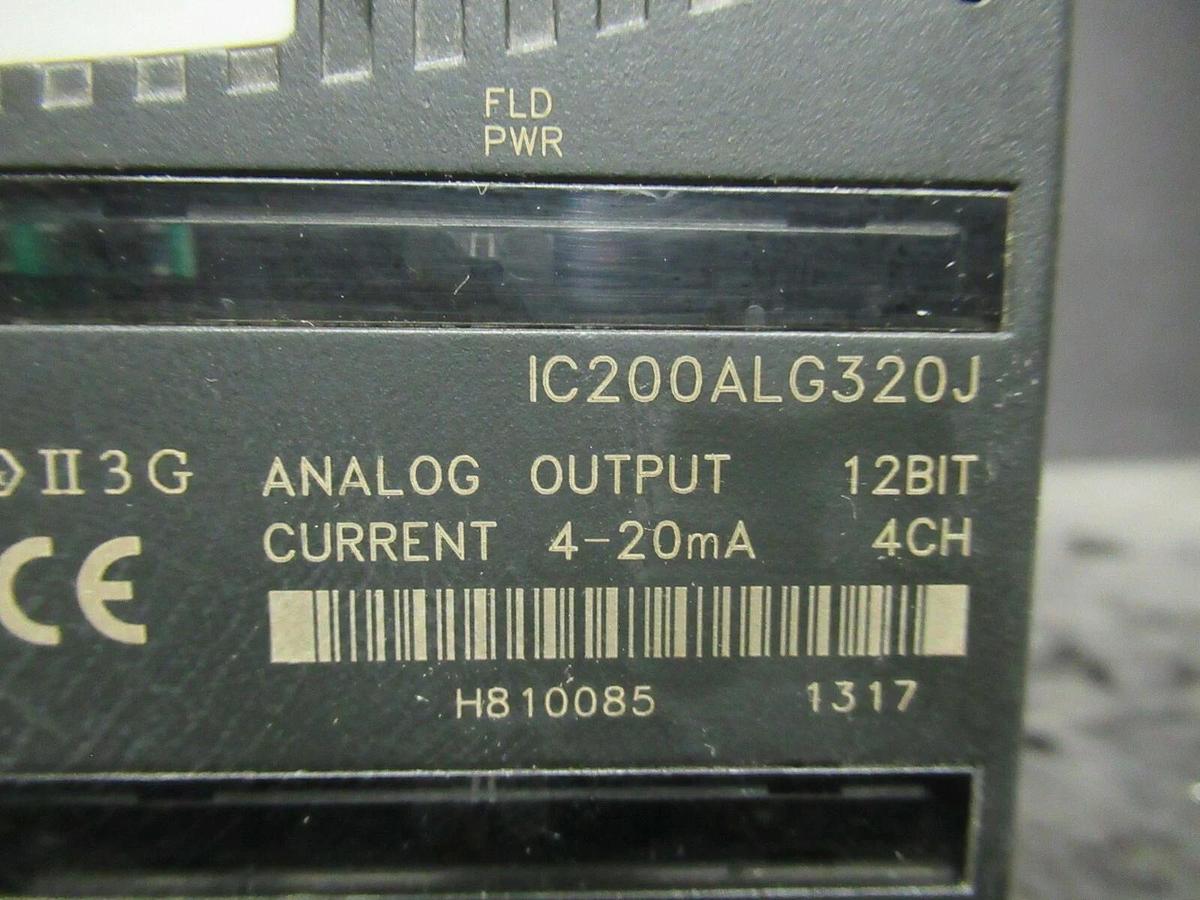 FLD
PWR
IC200ALG320J
II 3 G
ANALOG OUTPUT 12BIT
CURRENT 4-20mA 4CH
CE
H810085 1317